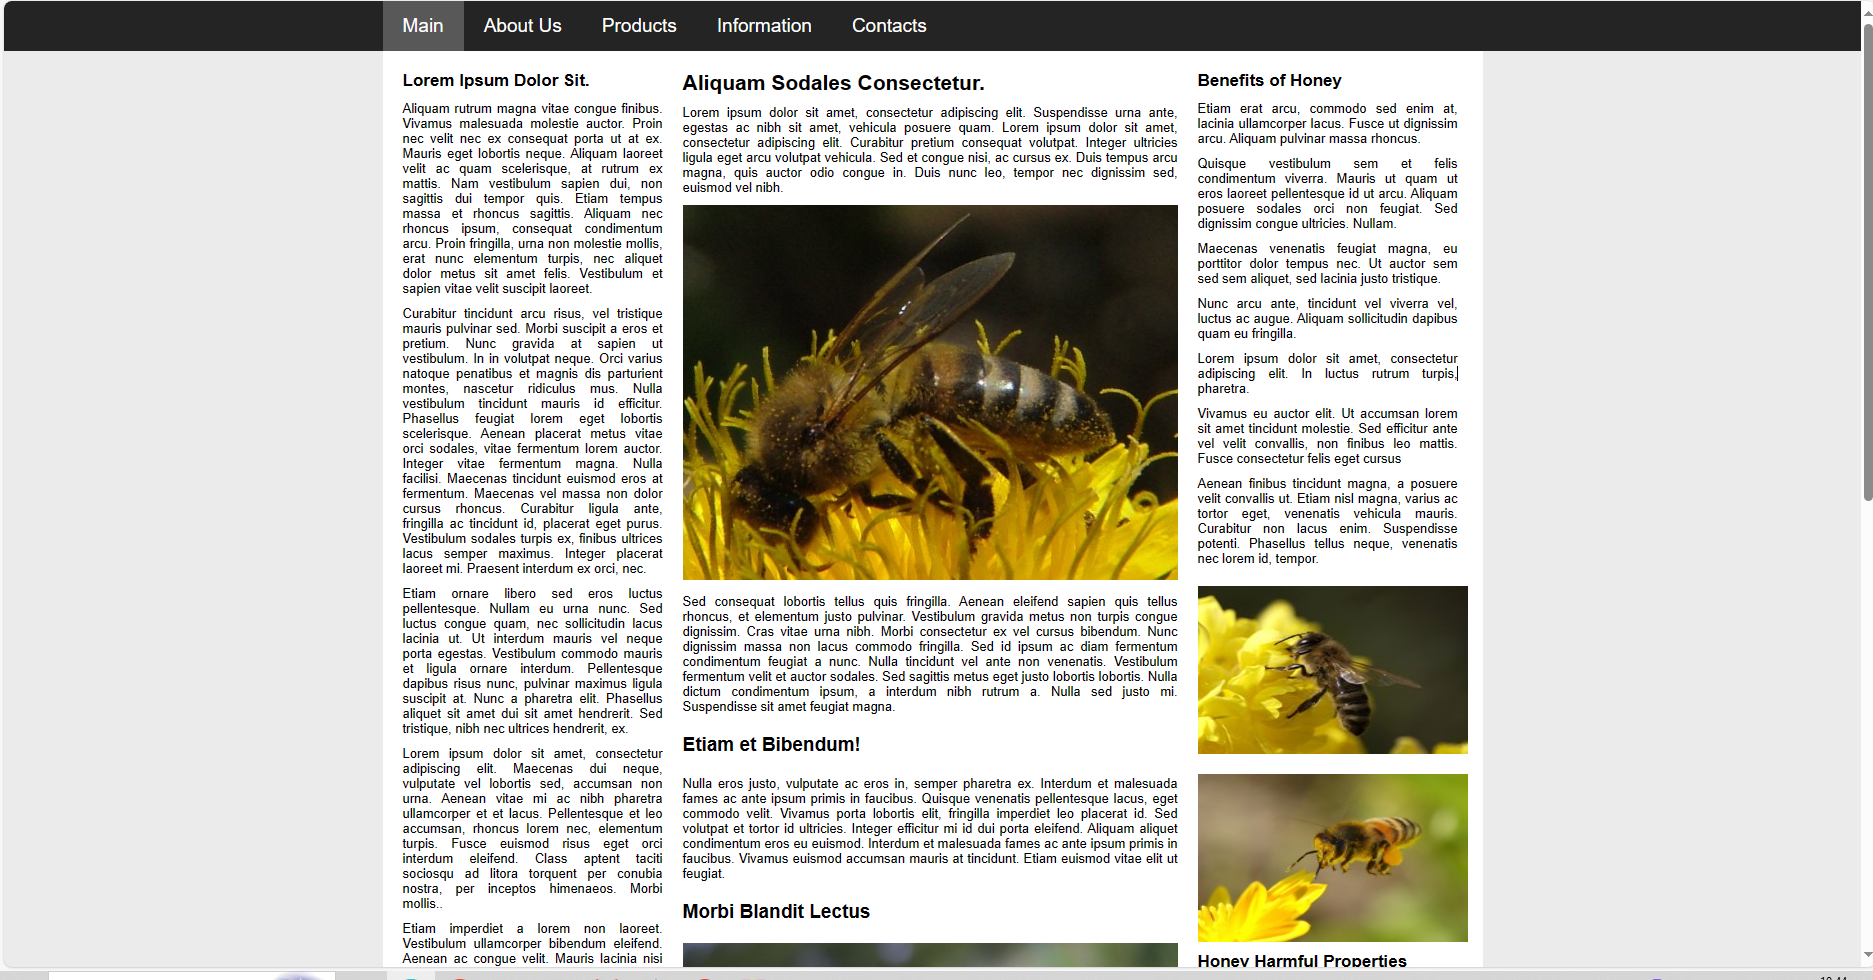 Main
About Us
Products
Information
Contacts
Lorem Ipsum Dolor Sit.
Aliquam rutrum magna vitae congue finibus.
Vivamus malesuada molestie auctor. Proin
nec velit nec ex consequat porta ut at ex.
Mauris eget lobortis neque. Aliquam laoreet
velit ac quam scelerisque, at rutrum ex
mattis. Nam vestibulum sapien dui, non
sagittis dui tempor quis. Etiam tempus
massa et rhoncus sagittis. Aliquam nec
rhoncus ipsum, consequat condimentum
arcu. Proin fringilla, urna non molestie mollis,
erat nunc elementum turpis, nec aliquet
dolor metus sit amet felis. Vestibulum et
sapien vitae velit suscipit laoreet.
Curabitur tincidunt arcu risus, vel tristique
mauris pulvinar sed. Morbi suscipit a eros et
pretium. Nunc gravida at sapien ut
vestibulum. In in volutpat neque. Orci varius
natoque penatibus et magnis dis parturient
montes, nascetur ridiculus mus. Nulla
vestibulum tincidunt mauris id efficitur.
Phasellus feugiat lorem eget lobortis
scelerisque. Aenean placerat metus vitae
orci sodales, vitae fermentum lorem auctor.
Integer vitae fermentum magna. Nulla
facilisi. Maecenas tincidunt euismod eros at
fermentum. Maecenas vel massa non dolor
cursus rhoncus. Curabitur ligula ante,
fringilla ac tincidunt id, placerat eget purus.
Vestibulum sodales turpis ex, finibus ultrices
lacus semper maximus. Integer placerat
laoreet mi. Praesent interdum ex orci, nec.
Etiam ornare libero sed eros luctus
pellentesque. Nullam eu urna nunc. Sed
luctus congue quam, nec sollicitudin lacus
lacinia ut. Ut interdum mauris vel neque
porta egestas. Vestibulum commodo mauris
et ligula ornare interdum. Pellentesque
dapibus risus nunc, pulvinar maximus ligula
suscipit at. Nunc a pharetra elit. Phasellus
aliquet sit amet dui sit amet hendrerit. Sed
tristique, nibh nec ultrices hendrerit, ex.
Lorem ipsum dolor sit amet, consectetur
adipiscing elit. Maecenas dui neque,
vulputate vel lobortis sed, accumsan non
urna. Aenean vitae mi ac nibh pharetra
ullamcorper et et lacus. Pellentesque et leo
accumsan, rhoncus lorem nec, elementum
turpis. Fusce euismod risus eget orci
interdum eleifend. Class aptent taciti
sociosqu ad litora torquent per conubia
nostra, per inceptos himenaeos. Morbi
mollis..
Etiam imperdiet a lorem non laoreet.
Vestibulum ullamcorper bibendum eleifend.
Aenean ac congue velit. Mauris lacinia nisi
Aliquam Sodales Consectetur.
Lorem ipsum dolor sit amet, consectetur adipiscing elit. Suspendisse urna ante,
egestas ac nibh sit amet, vehicula posuere quam. Lorem ipsum dolor sit amet,
consectetur adipiscing elit. Curabitur pretium consequat volutpat. Integer ultricies
ligula eget arcu volutpat vehicula. Sed et congue nisi, ac cursus ex. Duis tempus arcu
magna, quis auctor odio congue in. Duis nunc leo, tempor nec dignissim sed,
euismod vel nibh.
Sed consequat lobortis tellus quis fringilla. Aenean eleifend sapien quis tellus
rhoncus, et elementum justo pulvinar. Vestibulum gravida metus non turpis congue
dignissim. Cras vitae urna nibh. Morbi consectetur ex vel cursus bibendum. Nunc
dignissim massa non lacus commodo fringilla. Sed id ipsum ac diam fermentum
condimentum feugiat a nunc. Nulla tincidunt vel ante non venenatis. Vestibulum
fermentum velit et auctor sodales. Sed sagittis metus eget justo lobortis lobortis. Nulla
dictum condimentum ipsum, a interdum nibh rutrum a. Nulla sed justo mi.
Suspendisse sit amet feugiat magna.
Etiam et Bibendum!
Nulla eros justo, vulputate ac eros in, semper pharetra ex. Interdum et malesuada
fames ac ante ipsum primis in faucibus. Quisque venenatis pellentesque lacus, eget
commodo velit. Vivamus porta lobortis elit, fringilla imperdiet leo placerat id. Sed
volutpat et tortor id ultricies. Integer efficitur mi id dui porta eleifend. Aliquam aliquet
condimentum eros eu euismod. Interdum et malesuada fames ac ante ipsum primis in
faucibus. Vivamus euismod accumsan mauris at tincidunt. Etiam euismod vitae elit ut
feugiat.
Morbi Blandit Lectus
Benefits of Honey
Etiam erat arcu, commodo sed enim at,
lacinia ullamcorper lacus. Fusce ut dignissim
arcu. Aliquam pulvinar massa rhoncus.
Quisque vestibulum sem et felis
condimentum viverra. Mauris ut quam ut
eros laoreet pellentesque id ut arcu. Aliquam
posuere sodales orci non feugiat. Sed
dignissim congue ultricies. Nullam.
Maecenas venenatis feugiat magna, eu
porttitor dolor tempus nec. Ut auctor sem
sed sem aliquet, sed lacinia justo tristique.
Nunc arcu ante, tincidunt vel viverra vel,
luctus ac augue. Aliquam sollicitudin dapibus
quam eu fringilla.
Lorem ipsum dolor sit amet, consectetur
adipiscing elit. In luctus rutrum turpis,
pharetra.
Vivamus eu auctor elit. Ut accumsan lorem
sit amet tincidunt molestie. Sed efficitur ante
vel velit convallis, non finibus leo mattis.
Fusce consectetur felis eget cursus
Aenean finibus tincidunt magna, a posuere
velit convallis ut. Etiam nisl magna, varius ac
tortor eget, venenatis vehicula mauris.
Curabitur non lacus enim. Suspendisse
potenti. Phasellus tellus neque, venenatis
nec lorem id, tempor.
Honey Harmful Properties